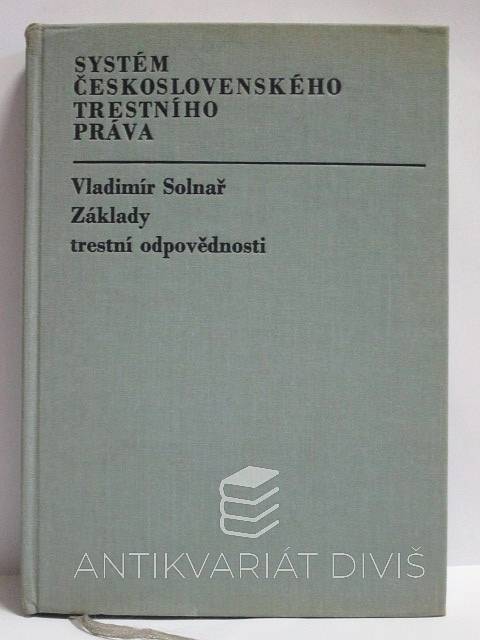 SYSTÉM
ČESKOSLOVENSKÉHO
TRESTNÍHO
PRÁVA
Vladimír Solnař
Základy
trestní odpovědnosti
ANTIKVARIÁT DIVIŠ